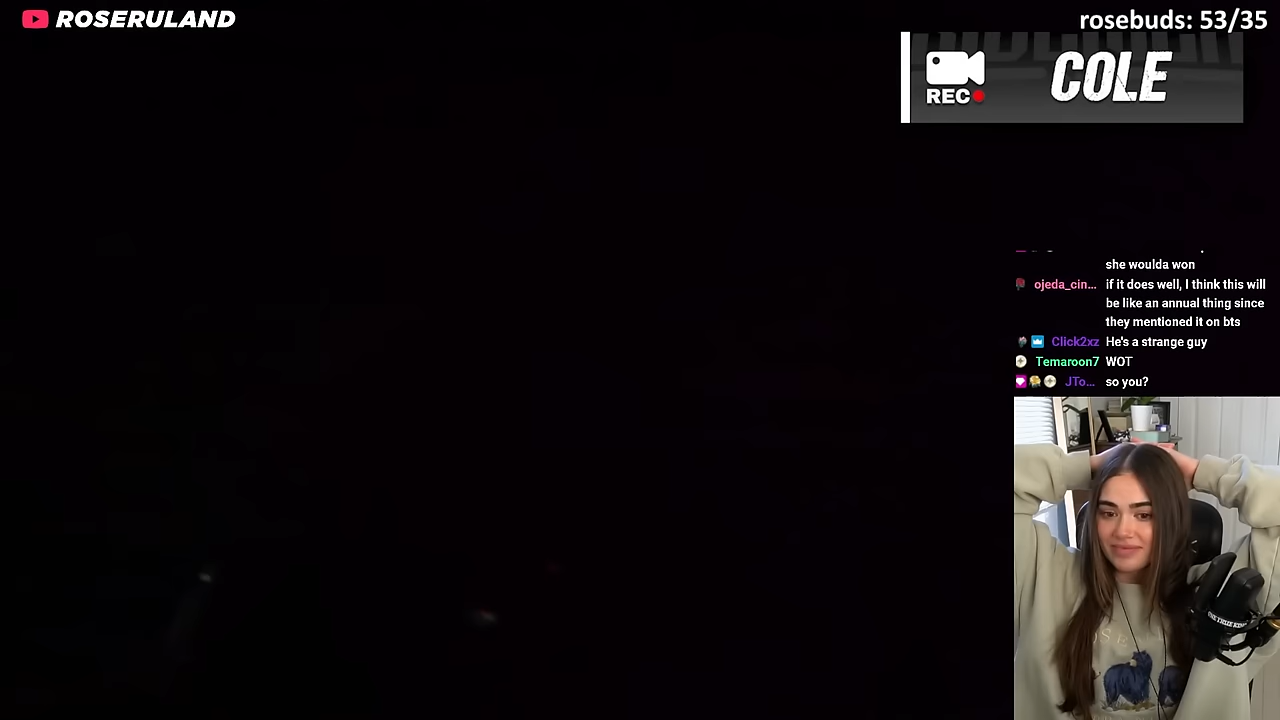 ROSERULAND
rosebuds: 53/35
REC
COLE
she woulda won
ojeda_cin... if it does well, I think this will
be like an annual thing since
they mentioned it on bts
Click2xz He's a strange guy
Temaroon7 WOT
JTo... so you?